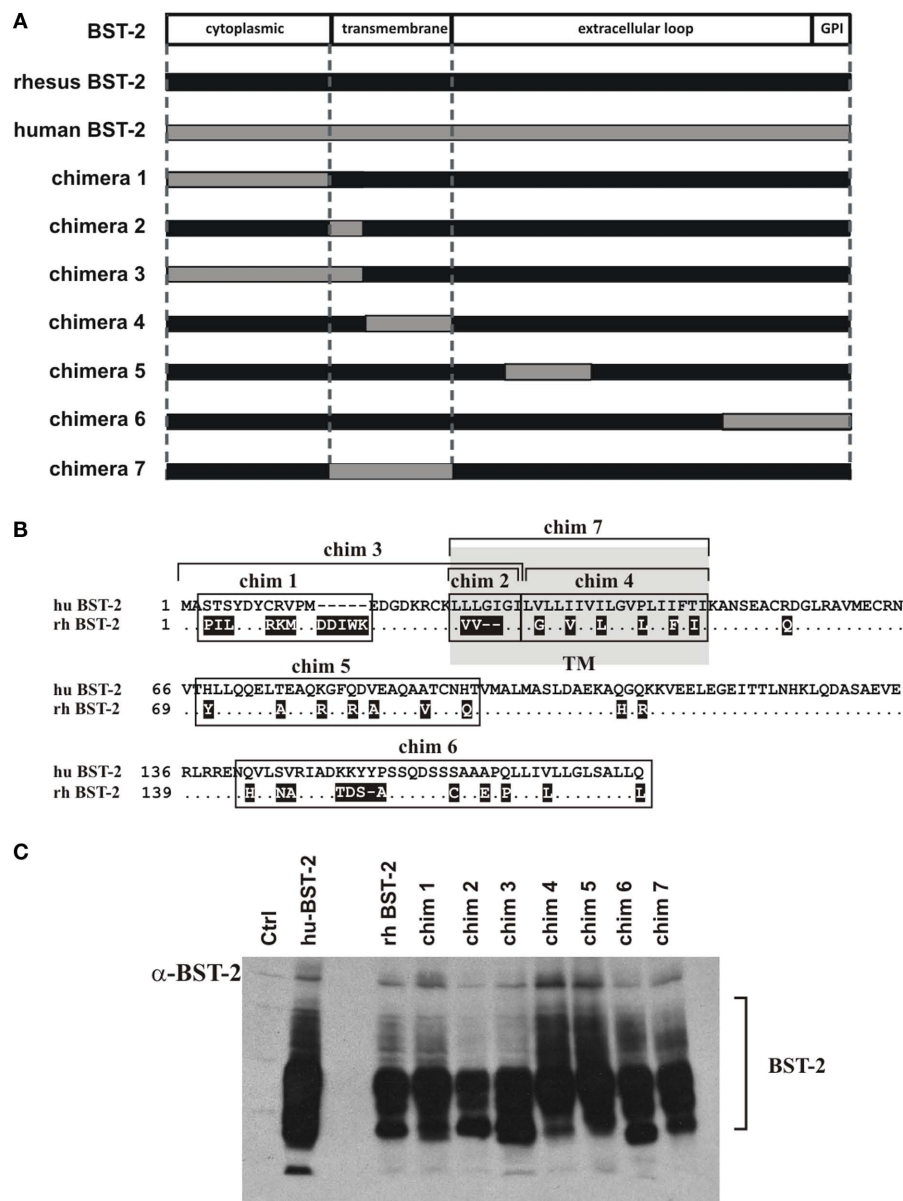 A
BST-2 cytoplasmic transmembrane extracellular loop GPI
rhesus BST-2
human BST-2
chimera 1
chimera 2
chimera 3
chimera 4
chimera 5
chimera 6
chimera 7
B
chim 7
chim 3
chim 1 chim 2 chim 4
hu BST-2 1 MASTSYDYCRVPM-----EDGDKRCKLLLGIGILVLLIIVILGVPLIIFTIKANSEACRDGLRAVMECRN
rh BST-2 1 ..PIL...RKM..DDIWK.........VV--...G..V..L...L..F.I........Q...........
TM
chim 5
hu BST-2 66 VTHLLQQELTEAQKGFQDVEAQAATCNHTVMALMASLDAEKAQGQKKVEELEGEITTLNHKLQDASAEVE
rh BST-2 69 ..Y......A...R..R.A.....V...Q..............H.R........................
chim 6
hu BST-2 136 RLRRENQVLSVRIADKKYYPSSQDSSSAAAPQLLIVLLGLSALLLQ
rh BST-2 139 ......H..NA....TDS-A......C..E.P...L........L
C
Ctrl
hu-BST-2
rh BST-2
chim 1
chim 2
chim 3
chim 4
chim 5
chim 6
chim 7
α-BST-2
BST-2